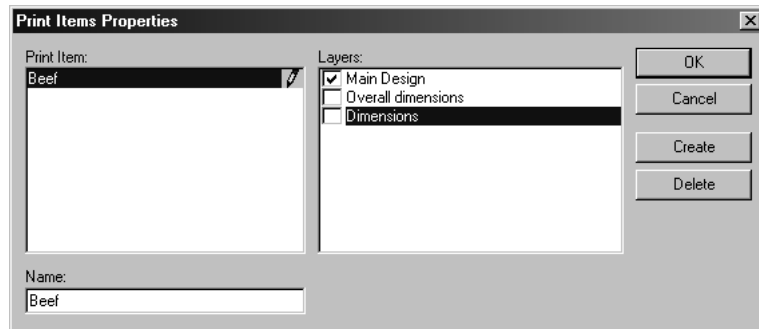 Print Items Properties
Print Item:
Beef
Layers:
Main Design
Overall dimensions
Dimensions
OK
Cancel
Create
Delete
Name:
Beef